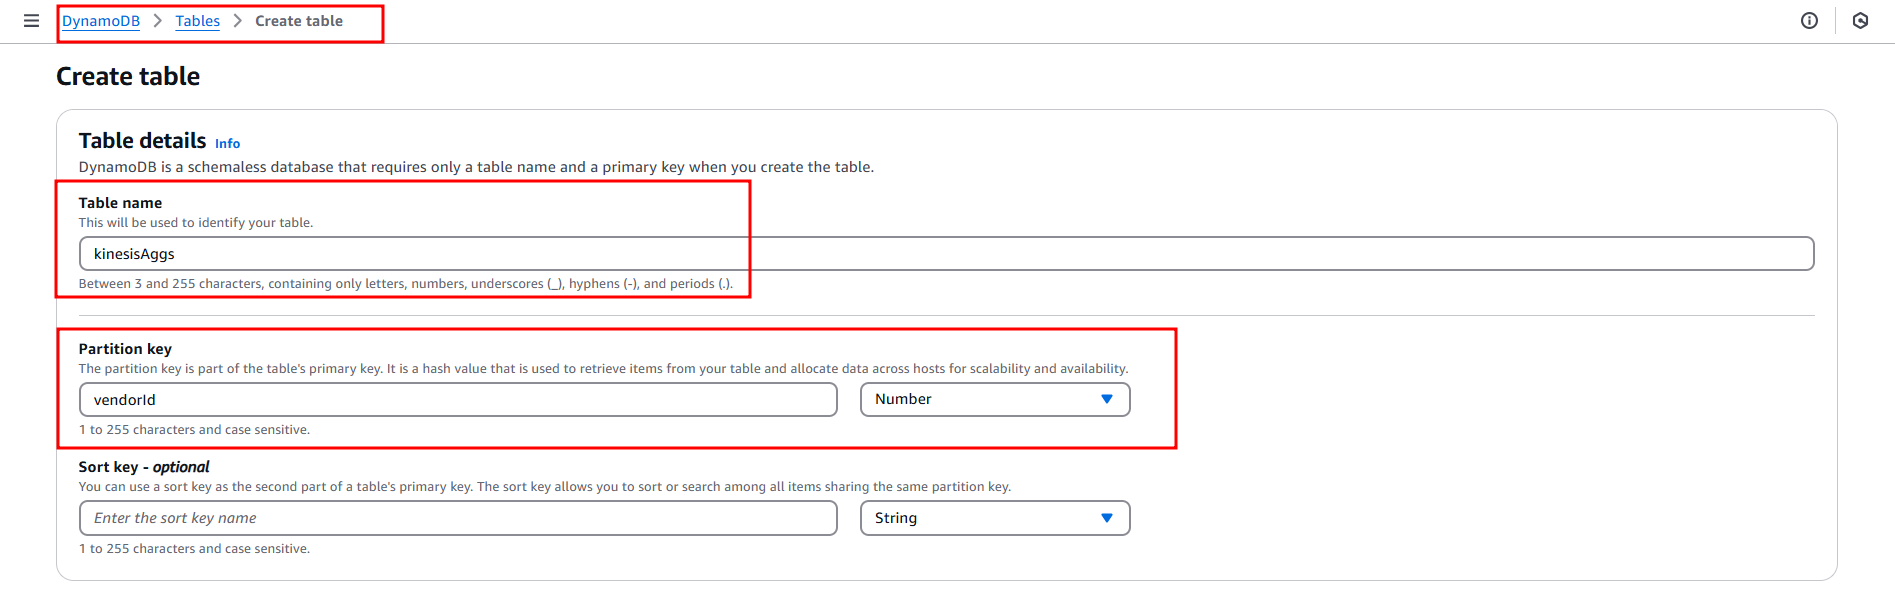 DynamoDB > Tables > Create table
Create table
Table details Info
DynamoDB is a schemaless database that requires only a table name and a primary key when you create the table.
Table name
This will be used to identify your table.
kinesisAggs
Between 3 and 255 characters, containing only letters, numbers, underscores (_), hyphens (-), and periods (.).
Partition key
The partition key is part of the table's primary key. It is a hash value that is used to retrieve items from your table and allocate data across hosts for scalability and availability.
vendorId Number
1 to 255 characters and case sensitive.
Sort key - optional
You can use a sort key as the second part of a table's primary key. The sort key allows you to sort or search among all items sharing the same partition key.
Enter the sort key name String
1 to 255 characters and case sensitive.